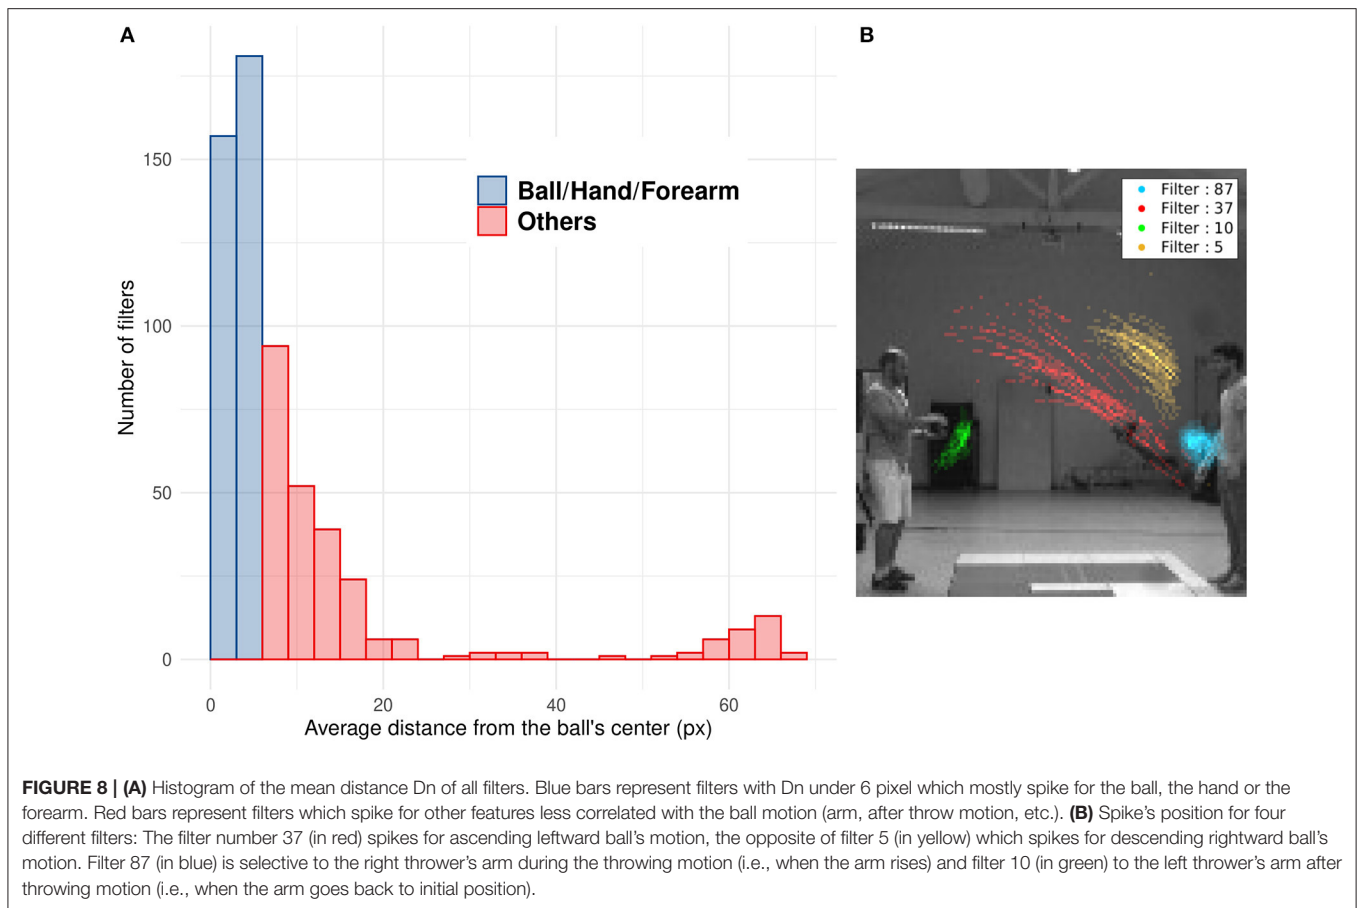 A
B
150
100
50
0
Number of filters
Ball/Hand/Forearm
Others
0
20
40
60
Average distance from the ball's center (px)
Filter : 87
Filter : 37
Filter : 10
Filter : 5
FIGURE 8 | (A) Histogram of the mean distance Dn of all filters. Blue bars represent filters with Dn under 6 pixel which mostly spike for the ball, the hand or the
forearm. Red bars represent filters which spike for other features less correlated with the ball motion (arm, after throw motion, etc.). (B) Spike's position for four
different filters: The filter number 37 (in red) spikes for ascending leftward ball's motion, the opposite of filter 5 (in yellow) which spikes for descending rightward ball's
motion. Filter 87 (in blue) is selective to the right thrower's arm during the throwing motion (i.e., when the arm rises) and filter 10 (in green) to the left thrower's arm after
throwing motion (i.e., when the arm goes back to initial position).